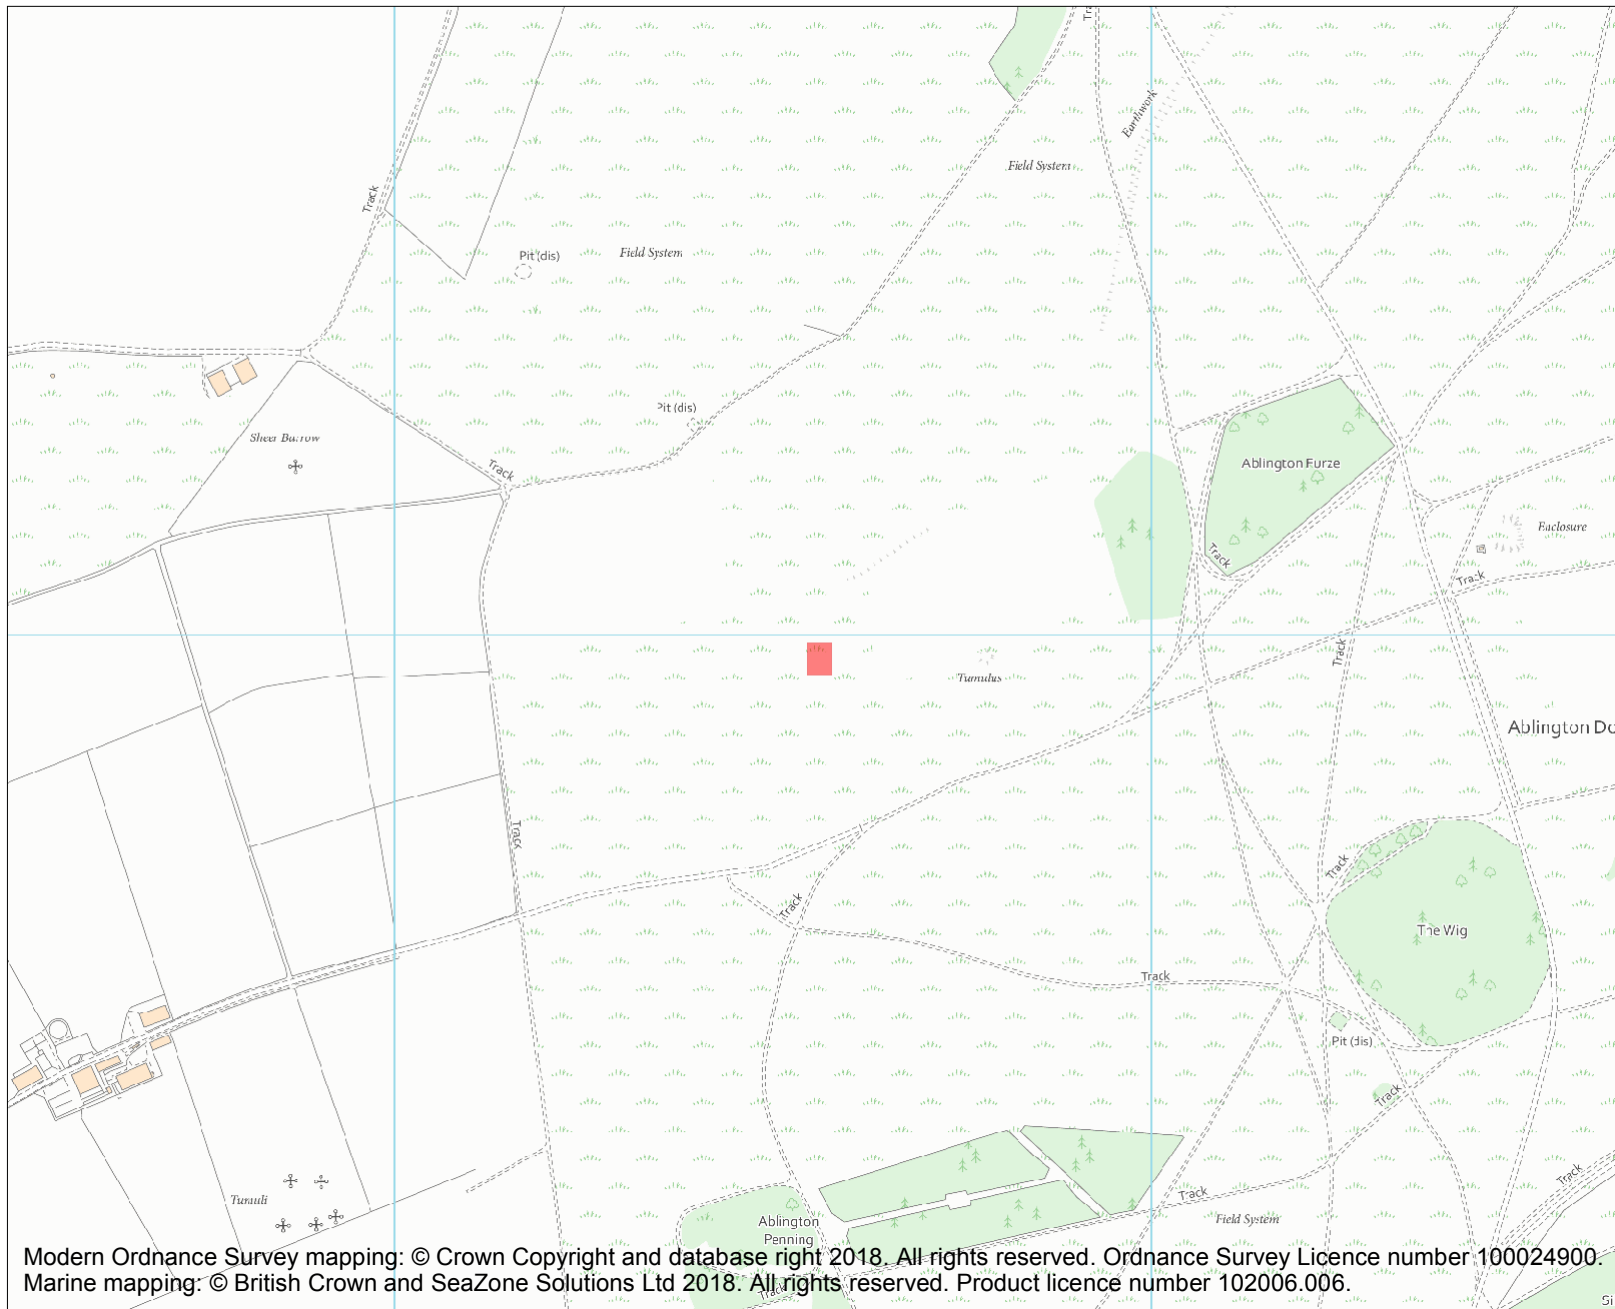 Track
Earthwork
Field System
Track
Pit (dis)
Field System
Pit (dis)
Sheer Barrow
Track
Ablington Furze
Enclosure
Track
Track
Track
Tumulus
Ablington Do
Track
Track
Track
The Wig
Track
Pit (dis)
Track
Track
Tumuli
Track
Field System
Ablington
Penning
Modern Ordnance Survey mapping: © Crown Copyright and database right 2018. All rights reserved. Ordnance Survey Licence number 100024900.
Marine mapping: © British Crown and SeaZone Solutions Ltd 2018. All rights reserved. Product licence number 102006.006.
Track